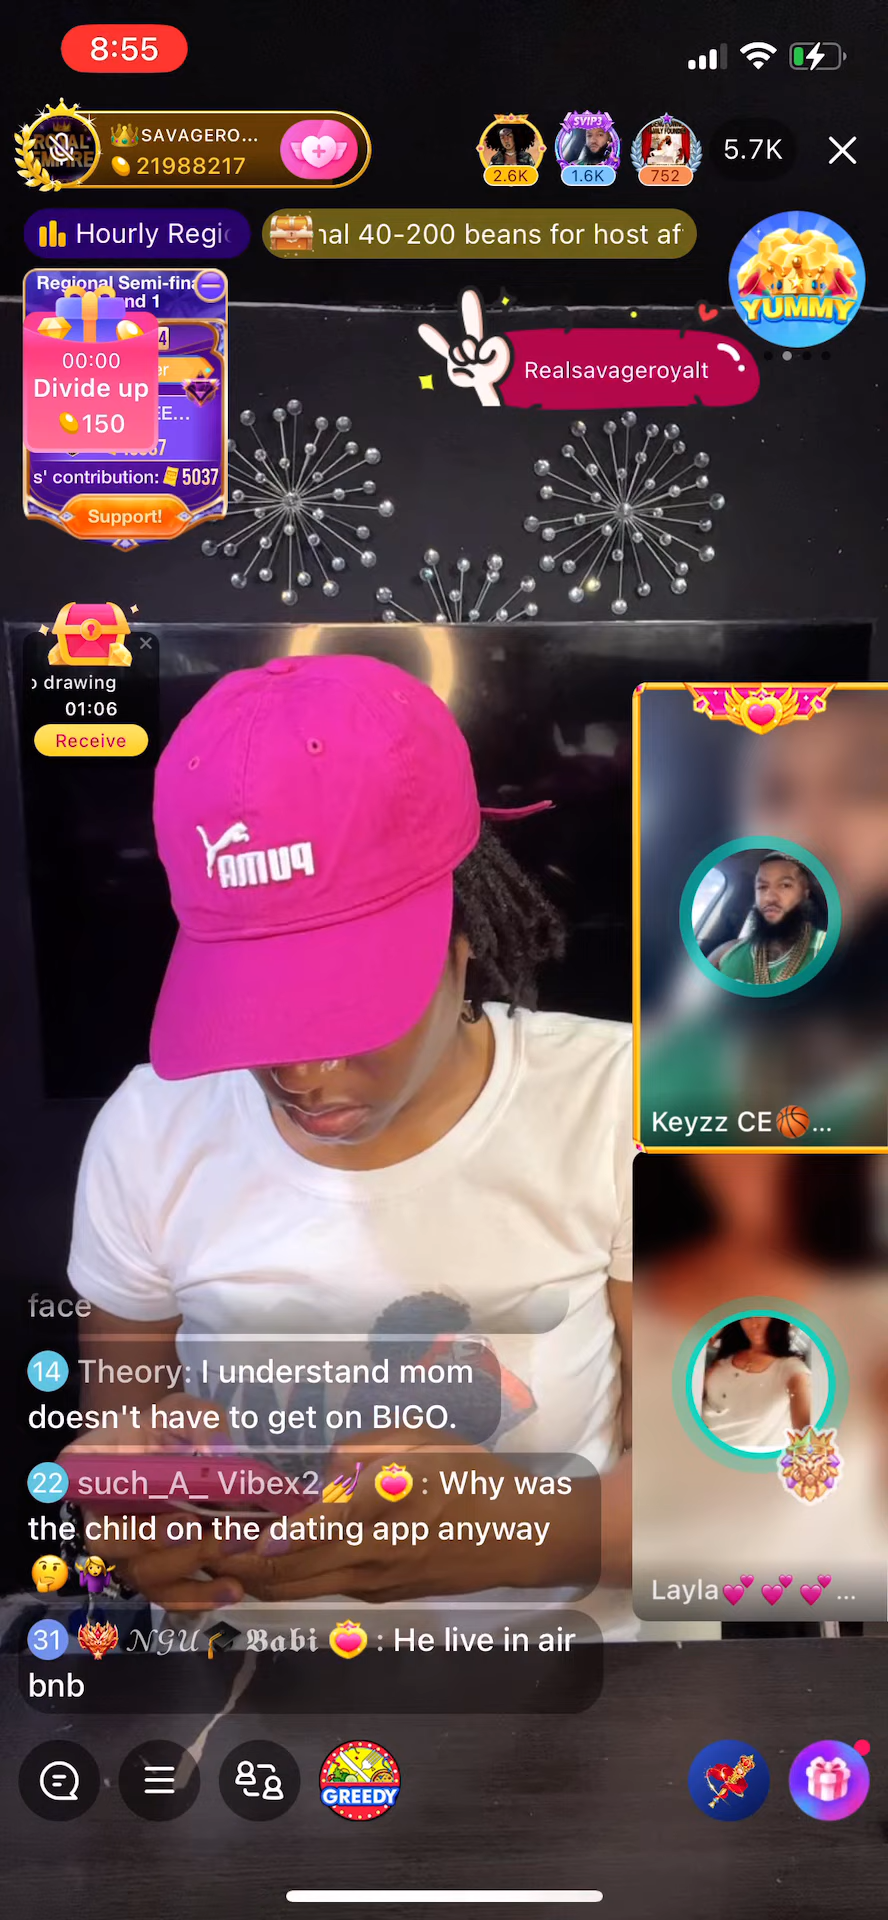 8:55
SAVAGERO...
21988217
2.6K
SVIP3
1.6K
752
5.7K
Hourly Regi
nal 40-200 beans for host af
YUMMY
Regional Semi-fina
nd 1
00:00
Divide up
150
s' contribution: 5037
Support!
Realsavageroyalt
drawing
01:06
Receive
PUMA
Keyzz CE🏀...
face
14 Theory: I understand mom
doesn't have to get on BIGO.
22 such_A_ Vibex2💅 : Why was
the child on the dating app anyway
🤔🤷‍♀️
Layla💕💕💕...
31 𝒩𝒢𝒰🎓𝕭𝖆𝖇𝖎 : He live in air
bnb
GREEDY